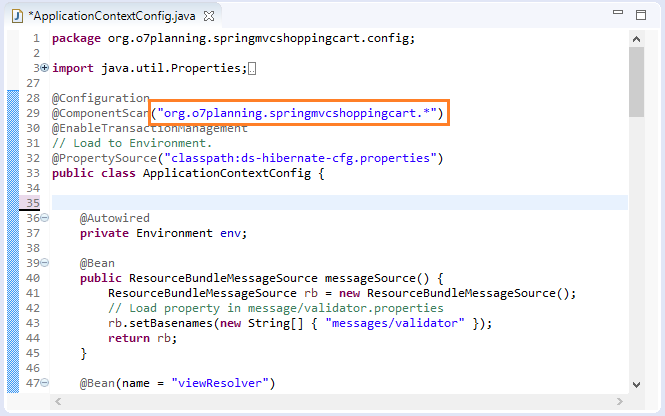 *ApplicationContextConfig.java
1 package org.o7planning.springmvcshoppingcart.config;
2
3 import java.util.Properties;
27
28 @Configuration
29 @ComponentScan("org.o7planning.springmvcshoppingcart.*")
30 @EnableTransactionManagement
31 // Load to Environment.
32 @PropertySource("classpath:ds-hibernate-cfg.properties")
33 public class ApplicationContextConfig {
34
35
36 @Autowired
37 private Environment env;
38
39 @Bean
40 public ResourceBundleMessageSource messageSource() {
41 ResourceBundleMessageSource rb = new ResourceBundleMessageSource();
42 // Load property in message/validator.properties
43 rb.setBasenames(new String[] { "messages/validator" });
44 return rb;
45 }
46
47 @Bean(name = "viewResolver")